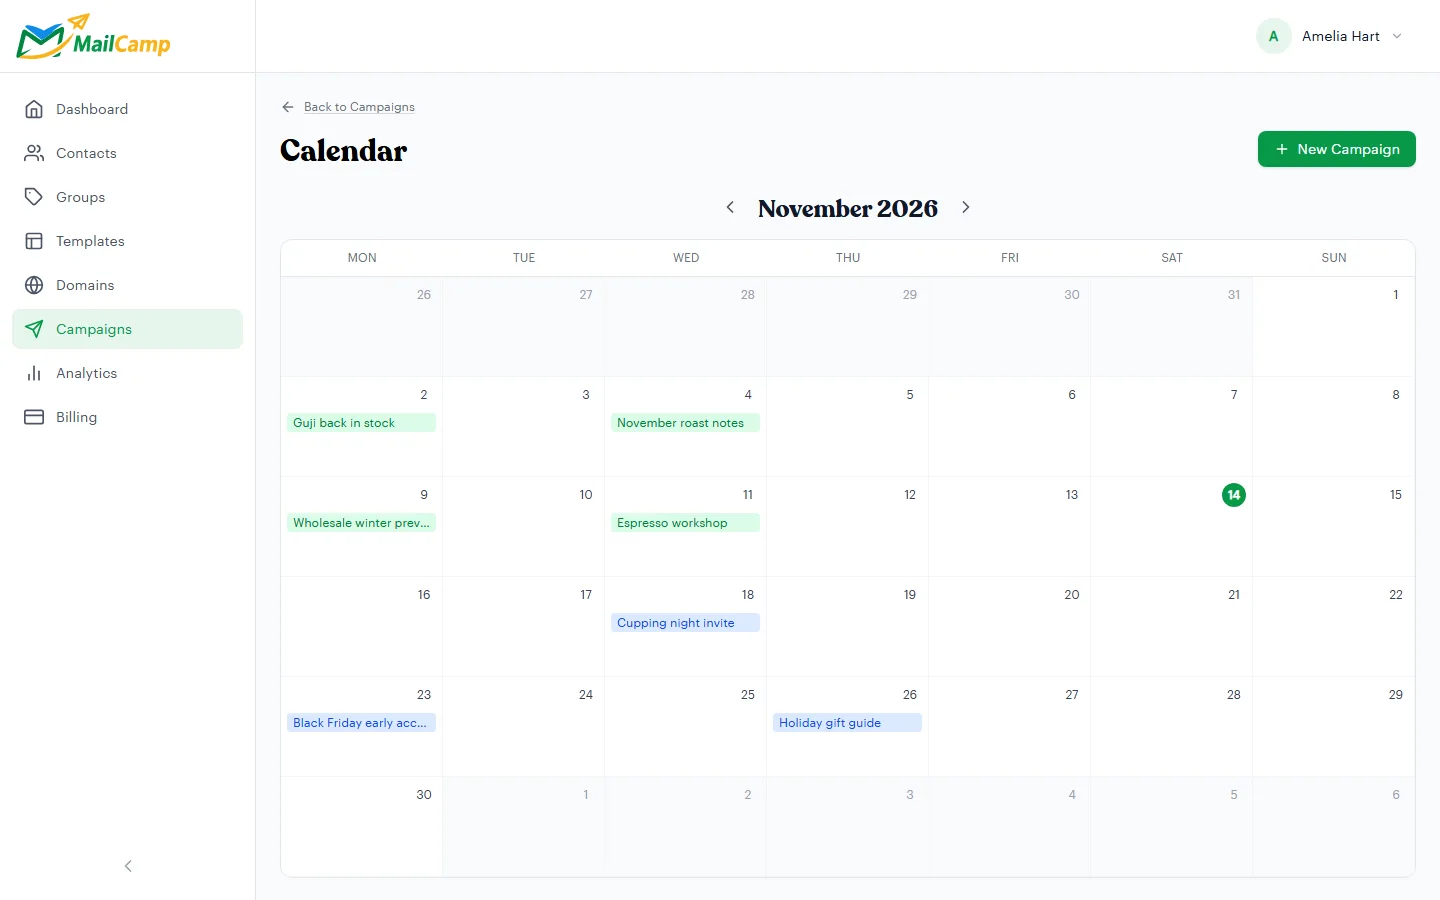 MailCamp
A
Amelia Hart
Dashboard
Contacts
Groups
Templates
Domains
Campaigns
Analytics
Billing
Back to Campaigns
Calendar
+ New Campaign
November 2026
MON TUE WED THU FRI SAT SUN
26 27 28 29 30 31 1
2 3 4 5 6 7 8
Guji back in stock
November roast notes
9 10 11 12 13 14 15
Wholesale winter prev...
Espresso workshop
16 17 18 19 20 21 22
Cupping night invite
23 24 25 26 27 28 29
Black Friday early acc...
Holiday gift guide
30 1 2 3 4 5 6